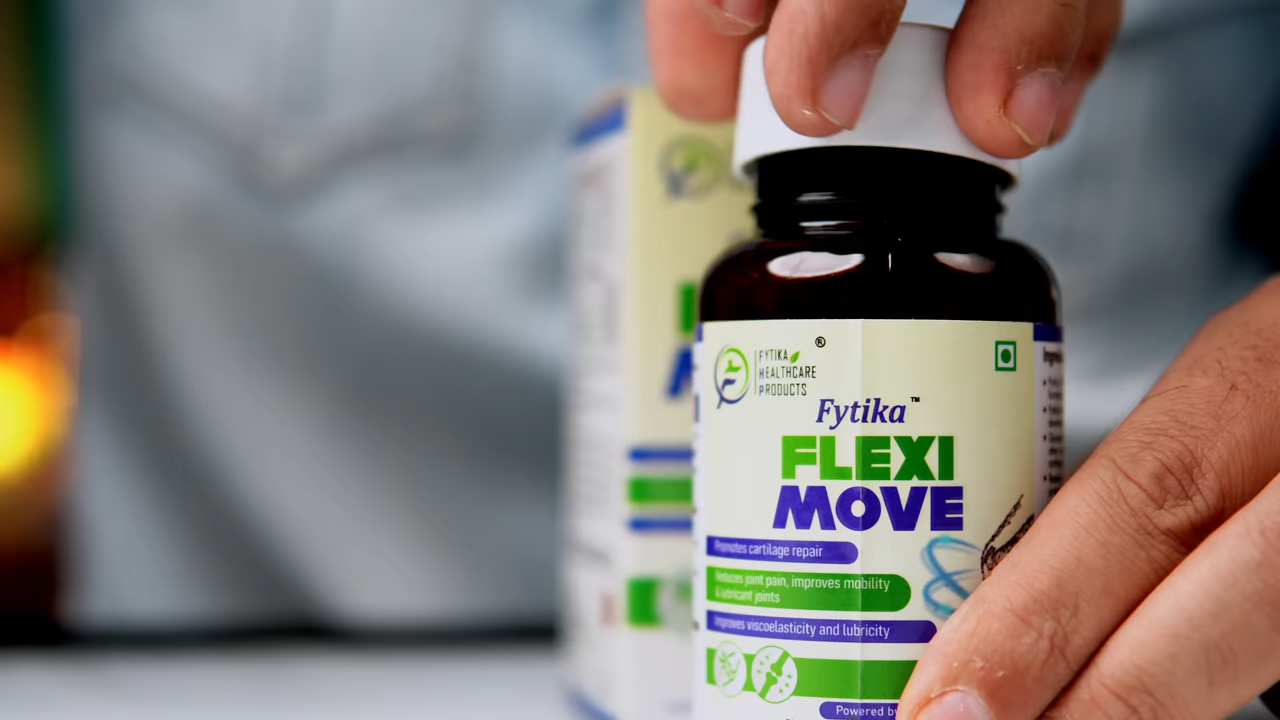 FYTIKA
HEALTHCARE
PRODUCTS
®
Fytika™
FLEXI
MOVE
Promotes cartilage repair
Reduces joint pain, improves mobility
& lubricant joints
Improves viscoelasticity and lubricity
Powered by